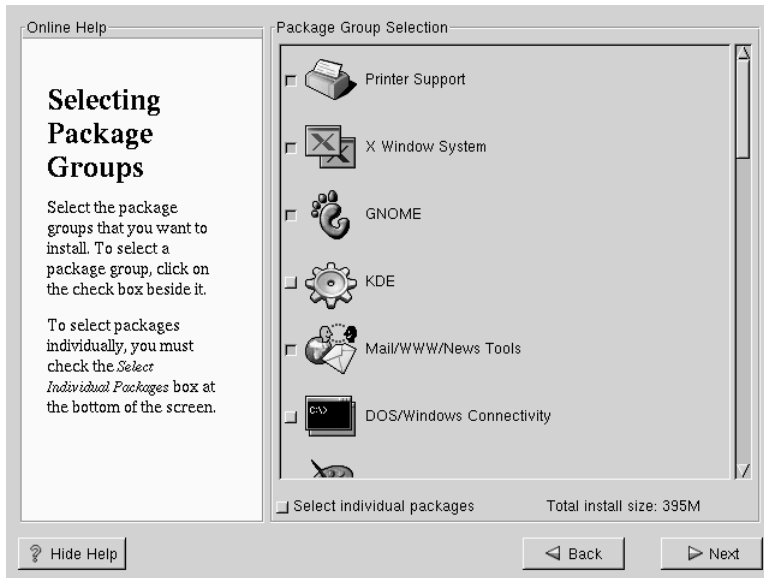 Online Help
Selecting
Package
Groups
Select the package
groups that you want to
install. To select a
package group, click on
the check box beside it.
To select packages
individually, you must
check the Select
Individual Packages box at
the bottom of the screen.
Package Group Selection
Printer Support
X Window System
GNOME
KDE
Mail/WWW/News Tools
C:\>
DOS/Windows Connectivity
Select individual packages
Total install size: 395M
Hide Help
Back
Next